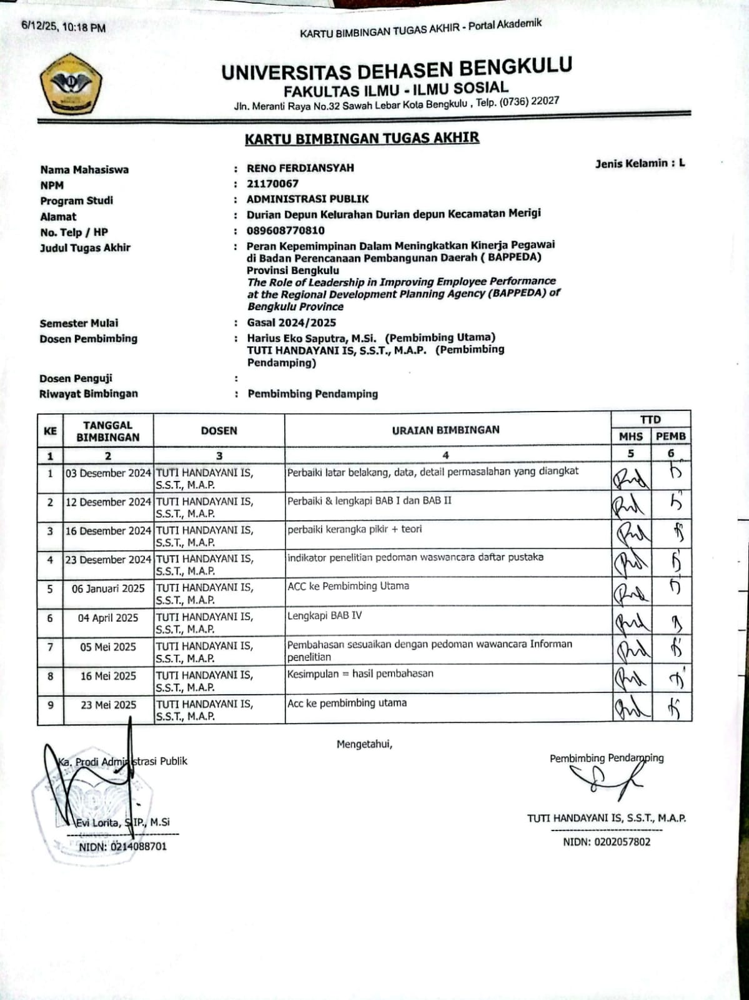 6/12/25, 10:18 PM
KARTU BIMBINGAN TUGAS AKHIR - Portal Akademik
UNIVERSITAS DEHASEN BENGKULU
FAKULTAS ILMU - ILMU SOSIAL
Jln. Meranti Raya No.32 Sawah Lebar Kota Bengkulu , Telp. (0736) 22027
KARTU BIMBINGAN TUGAS AKHIR
Nama Mahasiswa : RENO FERDIANSYAH Jenis Kelamin : L
NPM : 21170067
Program Studi : ADMINISTRASI PUBLIK
Alamat : Durian Depun Kelurahan Durian depun Kecamatan Merigi
No. Telp / HP : 089608770810
Judul Tugas Akhir : Peran Kepemimpinan Dalam Meningkatkan Kinerja Pegawai
di Badan Perencanaan Pembangunan Daerah ( BAPPEDA)
Provinsi Bengkulu
The Role of Leadership in Improving Employee Performance
at the Regional Development Planning Agency (BAPPEDA) of
Bengkulu Province
Semester Mulai : Gasal 2024/2025
Dosen Pembimbing : Harius Eko Saputra, M.Si. (Pembimbing Utama)
TUTI HANDAYANI IS, S.S.T., M.A.P. (Pembimbing
Pendamping)
Dosen Penguji :
Riwayat Bimbingan : Pembimbing Pendamping
KE TANGGAL BIMBINGAN DOSEN URAIAN BIMBINGAN TTD
MHS PEMB
1 2 3 4 5 6
1 03 Desember 2024 TUTI HANDAYANI IS, Perbaiki latar belakang, data, detail permasalahan yang diangkat
S.S.T., M.A.P.
2 12 Desember 2024 TUTI HANDAYANI IS, Perbaiki & lengkapi BAB I dan BAB II
S.S.T., M.A.P.
3 16 Desember 2024 TUTI HANDAYANI IS, perbaiki kerangka pikir + teori
S.S.T., M.A.P.
4 23 Desember 2024 TUTI HANDAYANI IS, indikator penelitian pedoman waswancara daftar pustaka
S.S.T., M.A.P.
5 06 Januari 2025 TUTI HANDAYANI IS, ACC ke Pembimbing Utama
S.S.T., M.A.P.
6 04 April 2025 TUTI HANDAYANI IS, Lengkapi BAB IV
S.S.T., M.A.P.
7 05 Mei 2025 TUTI HANDAYANI IS, Pembahasan sesuaikan dengan pedoman wawancara Informan
S.S.T., M.A.P. penelitian
8 16 Mei 2025 TUTI HANDAYANI IS, Kesimpulan = hasil pembahasan
S.S.T., M.A.P.
9 23 Mei 2025 TUTI HANDAYANI IS, Acc ke pembimbing utama
S.S.T., M.A.P.
Mengetahui,
Ka. Prodi Administrasi Publik Pembimbing Pendamping
Evi Lorita, S.IP., M.Si TUTI HANDAYANI IS, S.S.T., M.A.P.
NIDN: 0214088701 NIDN: 0202057802